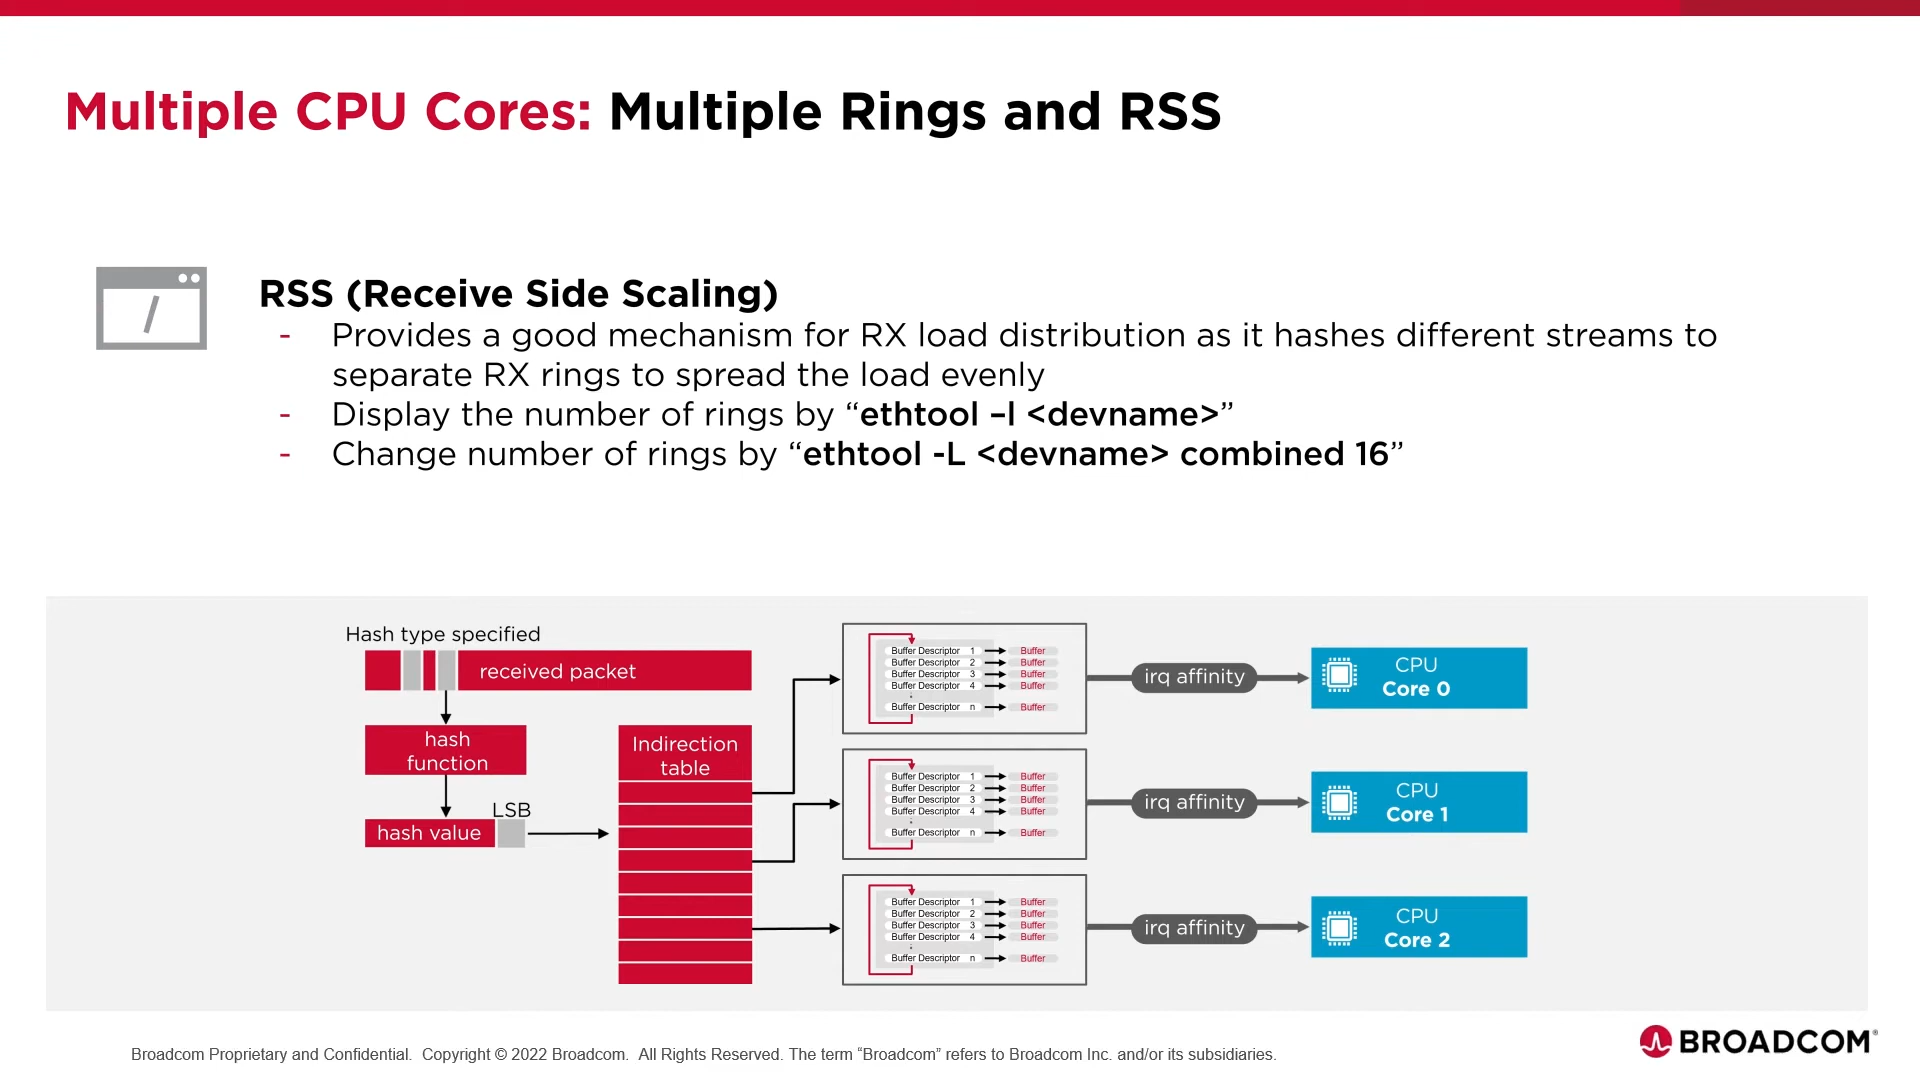 Multiple CPU Cores: Multiple Rings and RSS
/
RSS (Receive Side Scaling)
- Provides a good mechanism for RX load distribution as it hashes different streams to
separate RX rings to spread the load evenly
- Display the number of rings by “ethtool –l <devname>”
- Change number of rings by “ethtool -L <devname> combined 16”
Hash type specified
received packet
hash
function
hash value
LSB
Indirection
table
Buffer Descriptor 1 Buffer
Buffer Descriptor 2 Buffer
Buffer Descriptor 3 Buffer
Buffer Descriptor 4 Buffer
Buffer Descriptor n Buffer
irq affinity
CPU
Core 0
Buffer Descriptor 1 Buffer
Buffer Descriptor 2 Buffer
Buffer Descriptor 3 Buffer
Buffer Descriptor 4 Buffer
Buffer Descriptor n Buffer
irq affinity
CPU
Core 1
Buffer Descriptor 1 Buffer
Buffer Descriptor 2 Buffer
Buffer Descriptor 3 Buffer
Buffer Descriptor 4 Buffer
Buffer Descriptor n Buffer
irq affinity
CPU
Core 2
Broadcom Proprietary and Confidential. Copyright © 2022 Broadcom. All Rights Reserved. The term “Broadcom” refers to Broadcom Inc. and/or its subsidiaries.
BROADCOM®